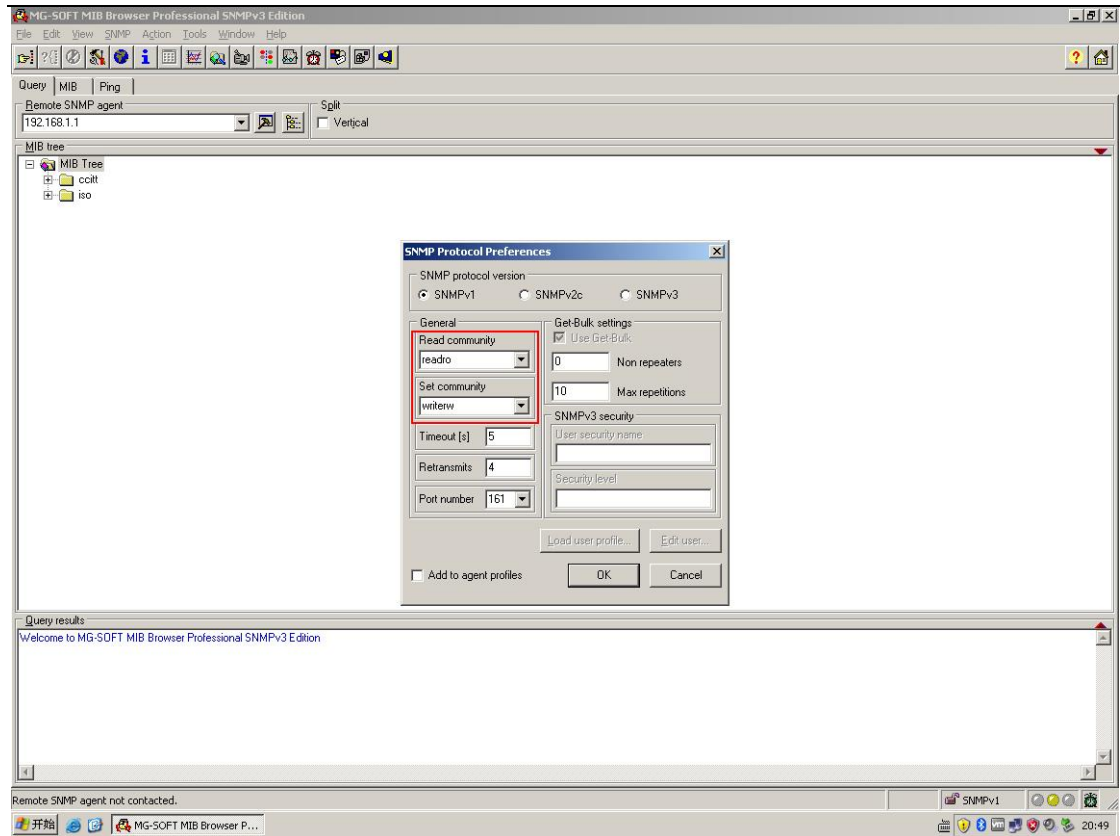 MG-SOFT MIB Browser Professional SNMPv3 Edition
File Edit View SNMP Action Tools Window Help
Query MIB Ping
Remote SNMP agent
Split
192.168.1.1
Vertical
MIB tree
MIB Tree
ccitt
iso
SNMP Protocol Preferences
SNMP protocol version
SNMPv1 SNMPv2c SNMPv3
General
Get-Bulk settings
Read community
Use Get-Bulk
readro
0 Non repeaters
Set community
10 Max repetitions
writerw
SNMPv3 security
Timeout [s] 5
User security name
Retransmits 4
Security level
Port number 161
Load user profile... Edit user...
Add to agent profiles OK Cancel
Query results
Welcome to MG-SOFT MIB Browser Professional SNMPv3 Edition
Remote SNMP agent not contacted.
SNMPv1
开始 MG-SOFT MIB Browser P... 20:49